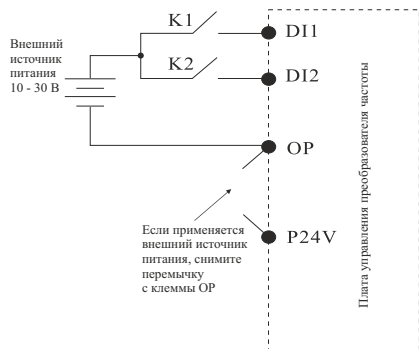 K1
DI1
Внешний
источник
питания
10 - 30 В
K2
DI2
OP
Если применяется
внешний источник
питания, снимите
перемычку
с клеммы OP
P24V
Плата управления преобразователя частоты